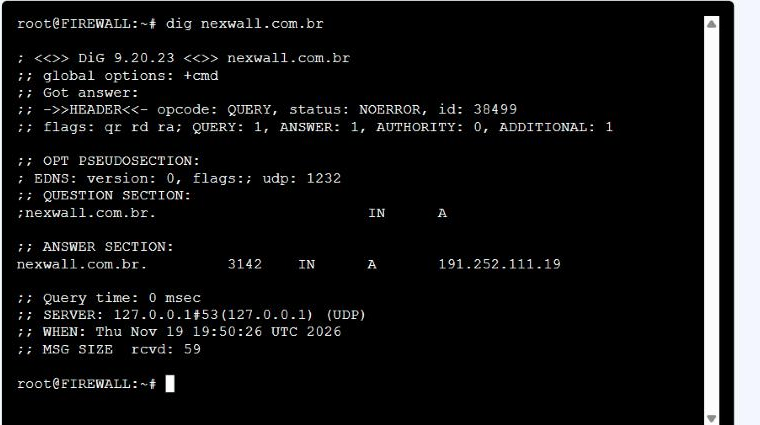 root@FIREWALL:~# dig nexwall.com.br
; <<>> DiG 9.20.23 <<>> nexwall.com.br
;; global options: +cmd
;; Got answer:
;; ->>HEADER<<- opcode: QUERY, status: NOERROR, id: 38499
;; flags: qr rd ra; QUERY: 1, ANSWER: 1, AUTHORITY: 0, ADDITIONAL: 1
;; OPT PSEUDOSECTION:
; EDNS: version: 0, flags:; udp: 1232
;; QUESTION SECTION:
;nexwall.com.br. IN A
;; ANSWER SECTION:
nexwall.com.br. 3142 IN A 191.252.111.19
;; Query time: 0 msec
;; SERVER: 127.0.0.1#53(127.0.0.1) (UDP)
;; WHEN: Thu Nov 19 19:50:26 UTC 2026
;; MSG SIZE rcvd: 59
root@FIREWALL:~#